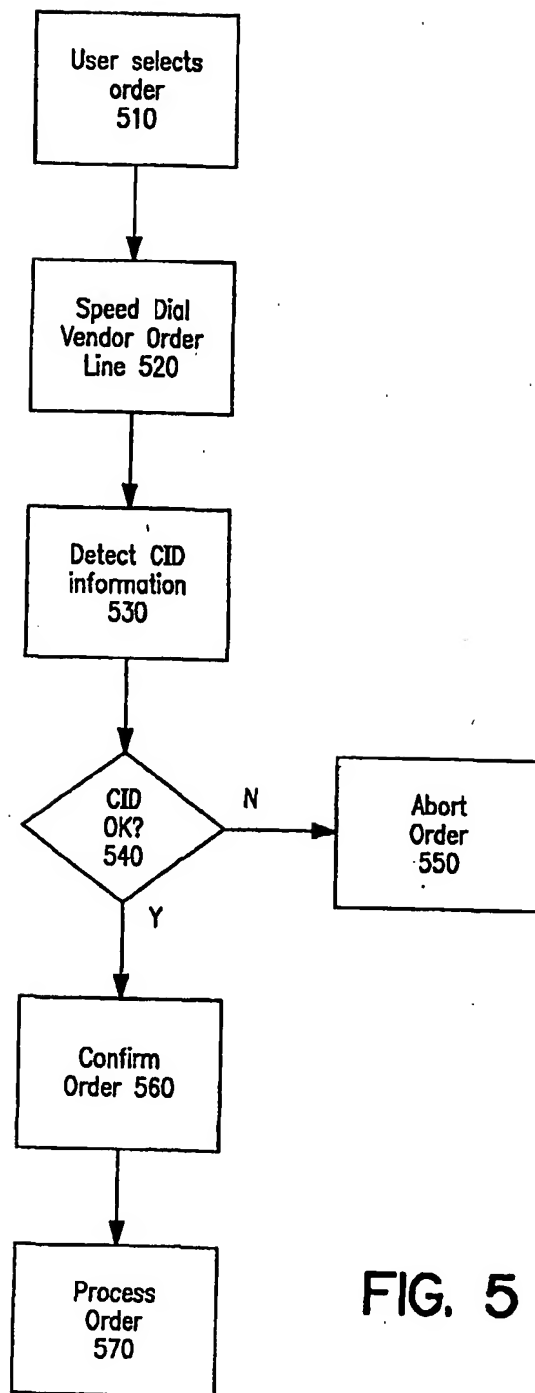 User selects
order
510
Speed Dial
Vendor Order
Line 520
Detect CID
information
530
CID
OK?
540
N
Abort
Order
550
Y
Confirm
Order 560
Process
Order
570
FIG. 5